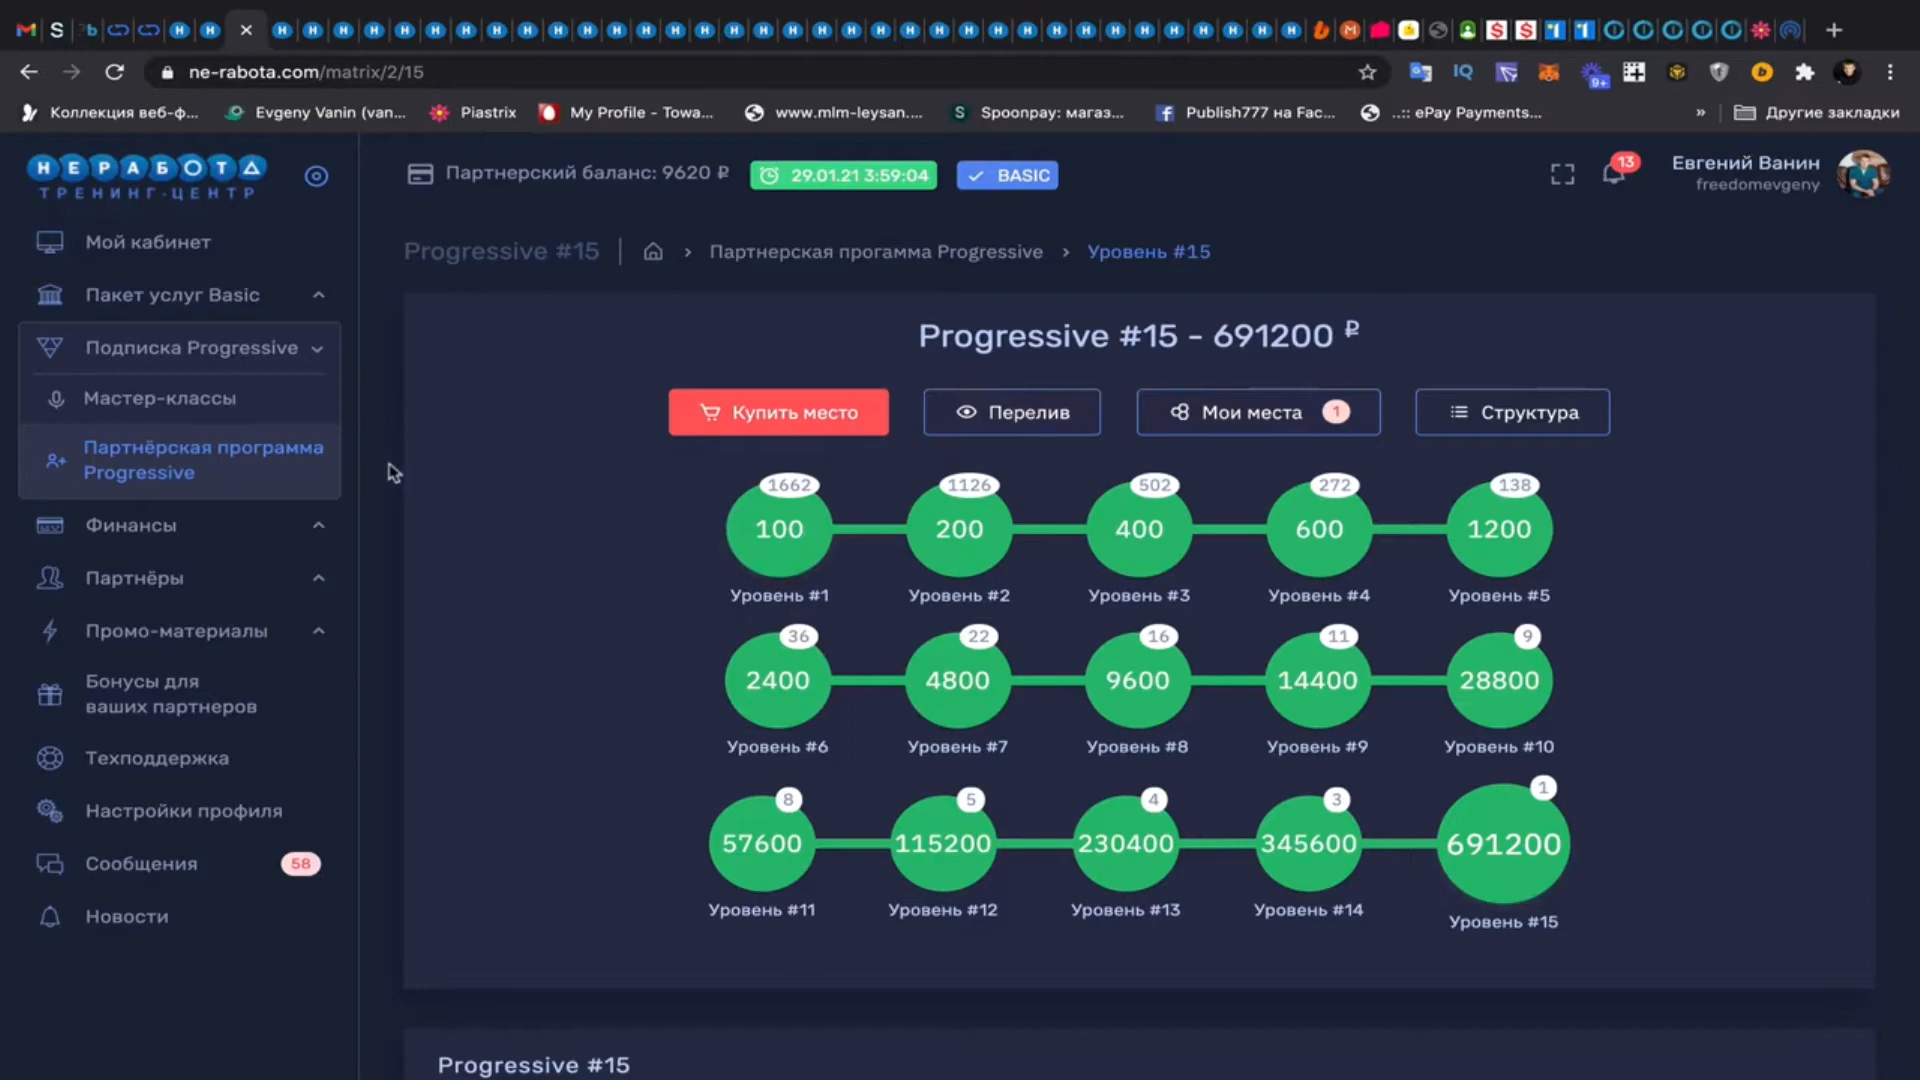 ne-rabota.com/matrix/2/15
Коллекция веб-ф...
Evgeny Vanin (van...
Piastrix
My Profile - Towa...
www.mlm-leysan....
Spoonpay: магаз...
Publish777 на Fac...
..:: ePay Payments...
»
Другие закладки
НЕРАБОТА
ТРЕНИНГ-ЦЕНТР
Партнерский баланс: 9620 ₽
29.01.21 3:59:04
BASIC
13
Евгений Ванин
freedomevgeny
Мой кабинет
Пакет услуг Basic
Подписка Progressive
Мастер-классы
Партнёрская программа
Progressive
Финансы
Партнёры
Промо-материалы
Бонусы для
ваших партнеров
Техподдержка
Настройки профиля
Сообщения 58
Новости
Progressive #15
Партнерская прогамма Progressive
Уровень #15
Progressive #15 - 691200 ₽
Купить место
Перелив
Мои места 1
Структура
1662 1126 502 272 138
100 200 400 600 1200
Уровень #1 Уровень #2 Уровень #3 Уровень #4 Уровень #5
36 22 16 11 9
2400 4800 9600 14400 28800
Уровень #6 Уровень #7 Уровень #8 Уровень #9 Уровень #10
8 5 4 3 1
57600 115200 230400 345600 691200
Уровень #11 Уровень #12 Уровень #13 Уровень #14 Уровень #15
Progressive #15